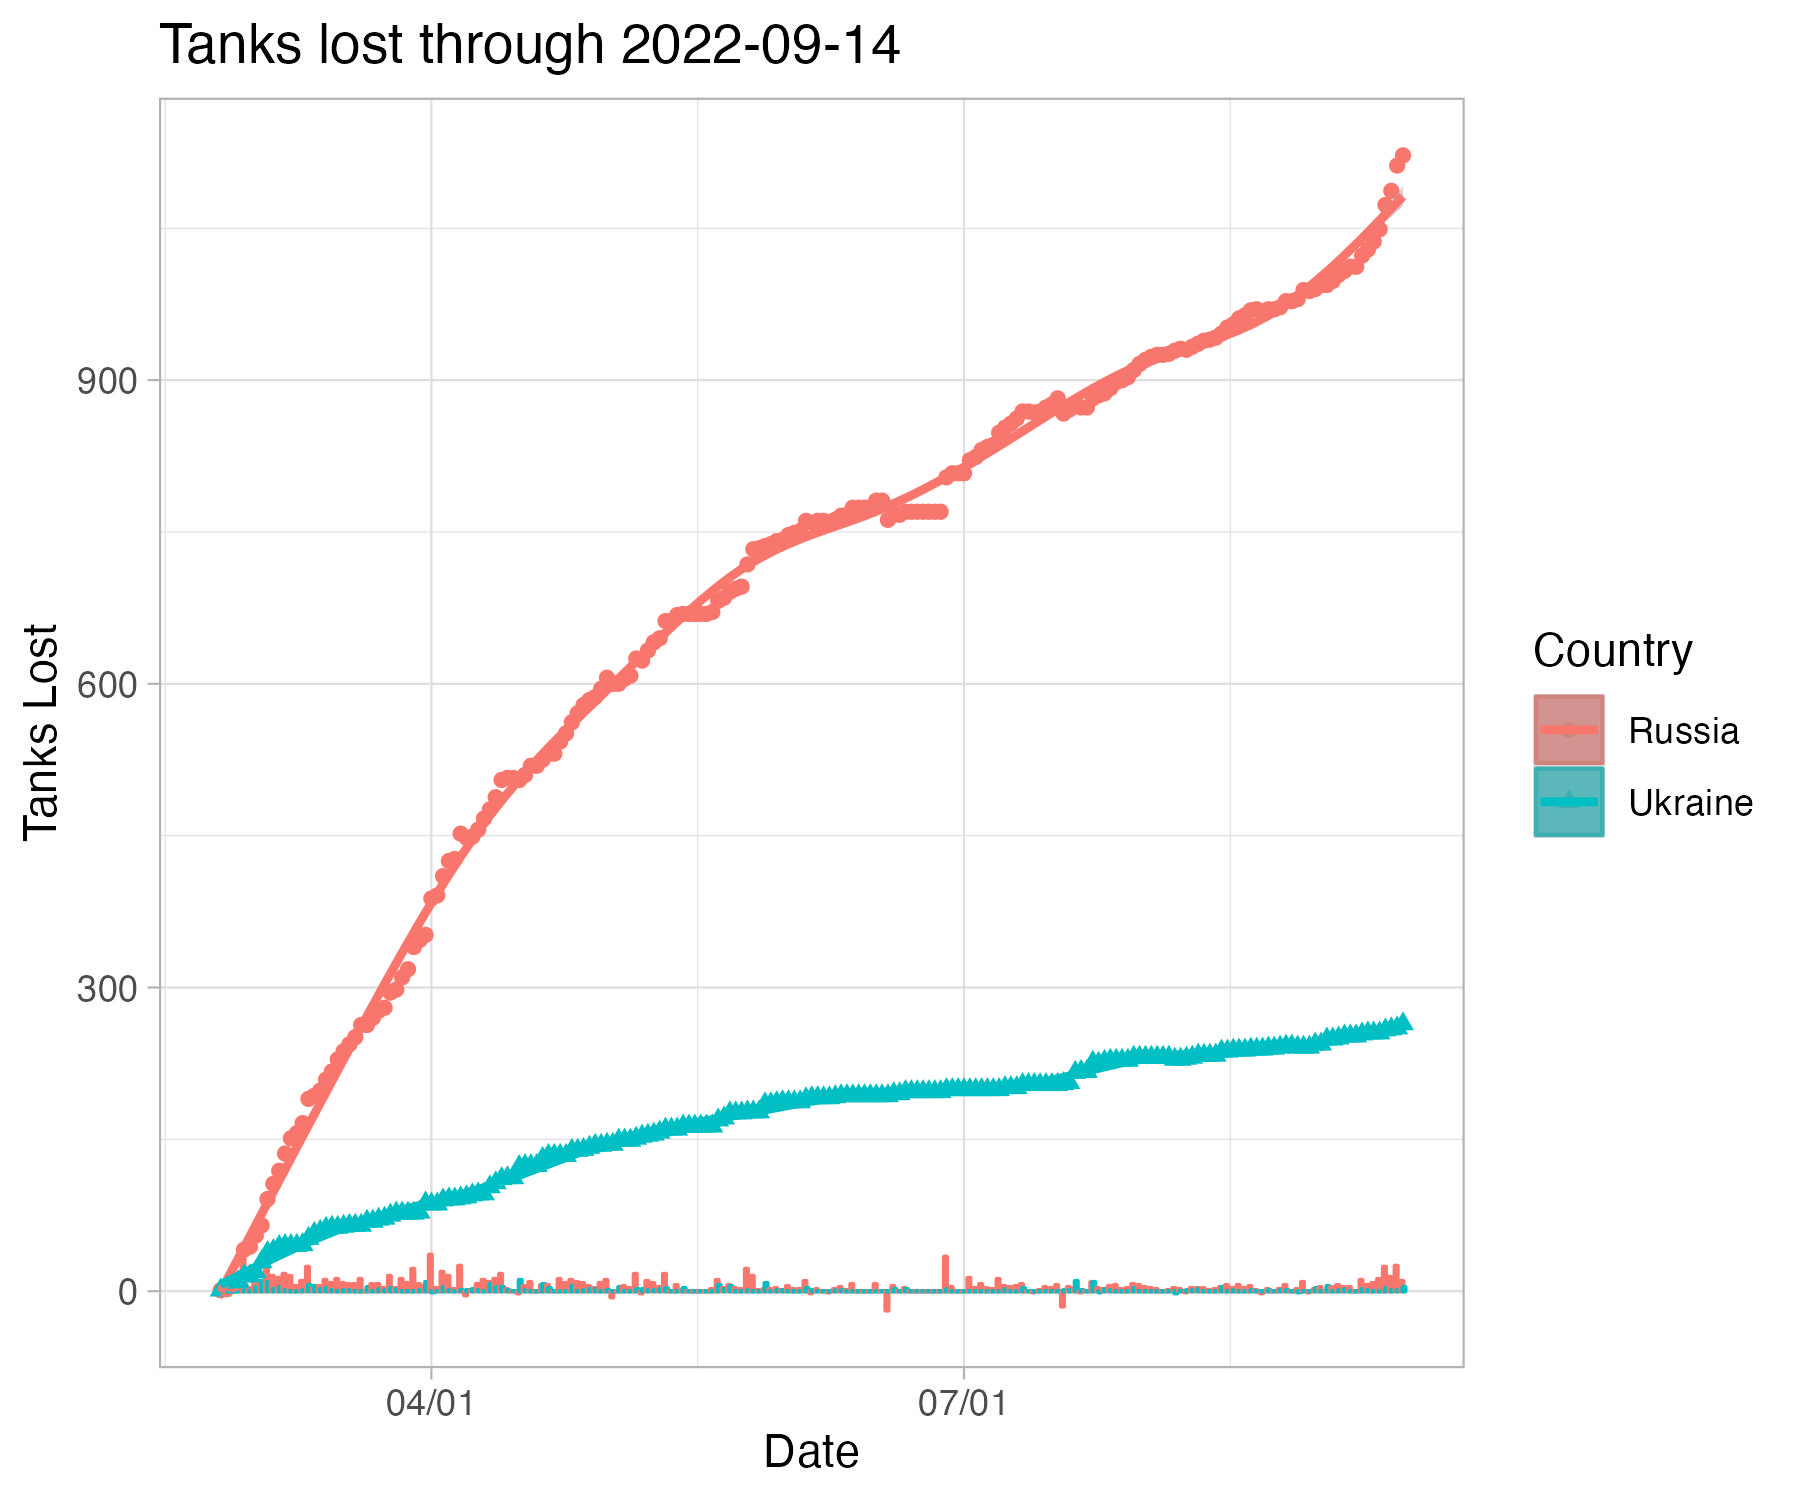 Tanks lost through 2022-09-14
Tanks Lost
900
600
300
0
04/01
07/01
Date
Country
Russia
Ukraine